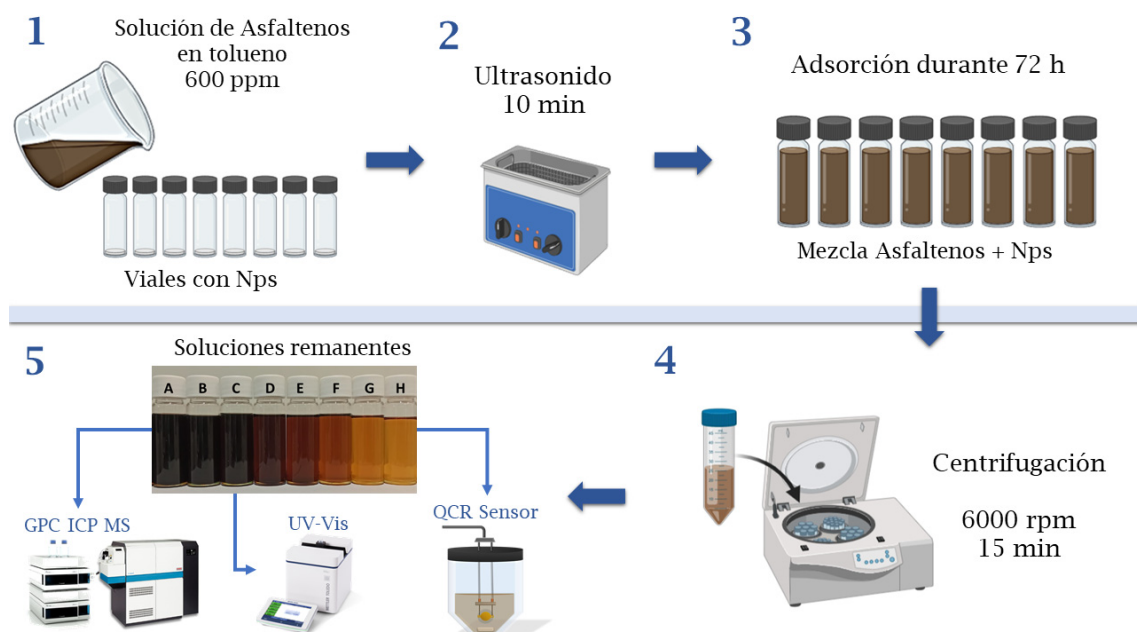 1
Solución de Asfaltenos
en tolueno
600 ppm
Viales con Nps
2
Ultrasonido
10 min
3
Adsorción durante 72 h
Mezcla Asfaltenos + Nps
4
Centrifugación
6000 rpm
15 min
5
Soluciones remanentes
A B C D E F G H
GPC ICP MS
UV-Vis
QCR Sensor